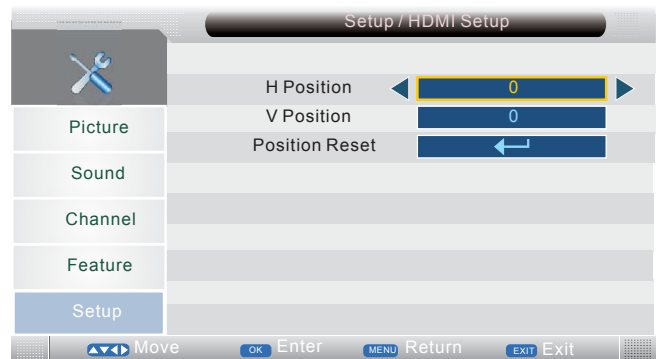 Setup / HDMI Setup
H Position 0
V Position 0
Position Reset
Picture
Sound
Channel
Feature
Setup
Move OK Enter MENU Return EXIT Exit